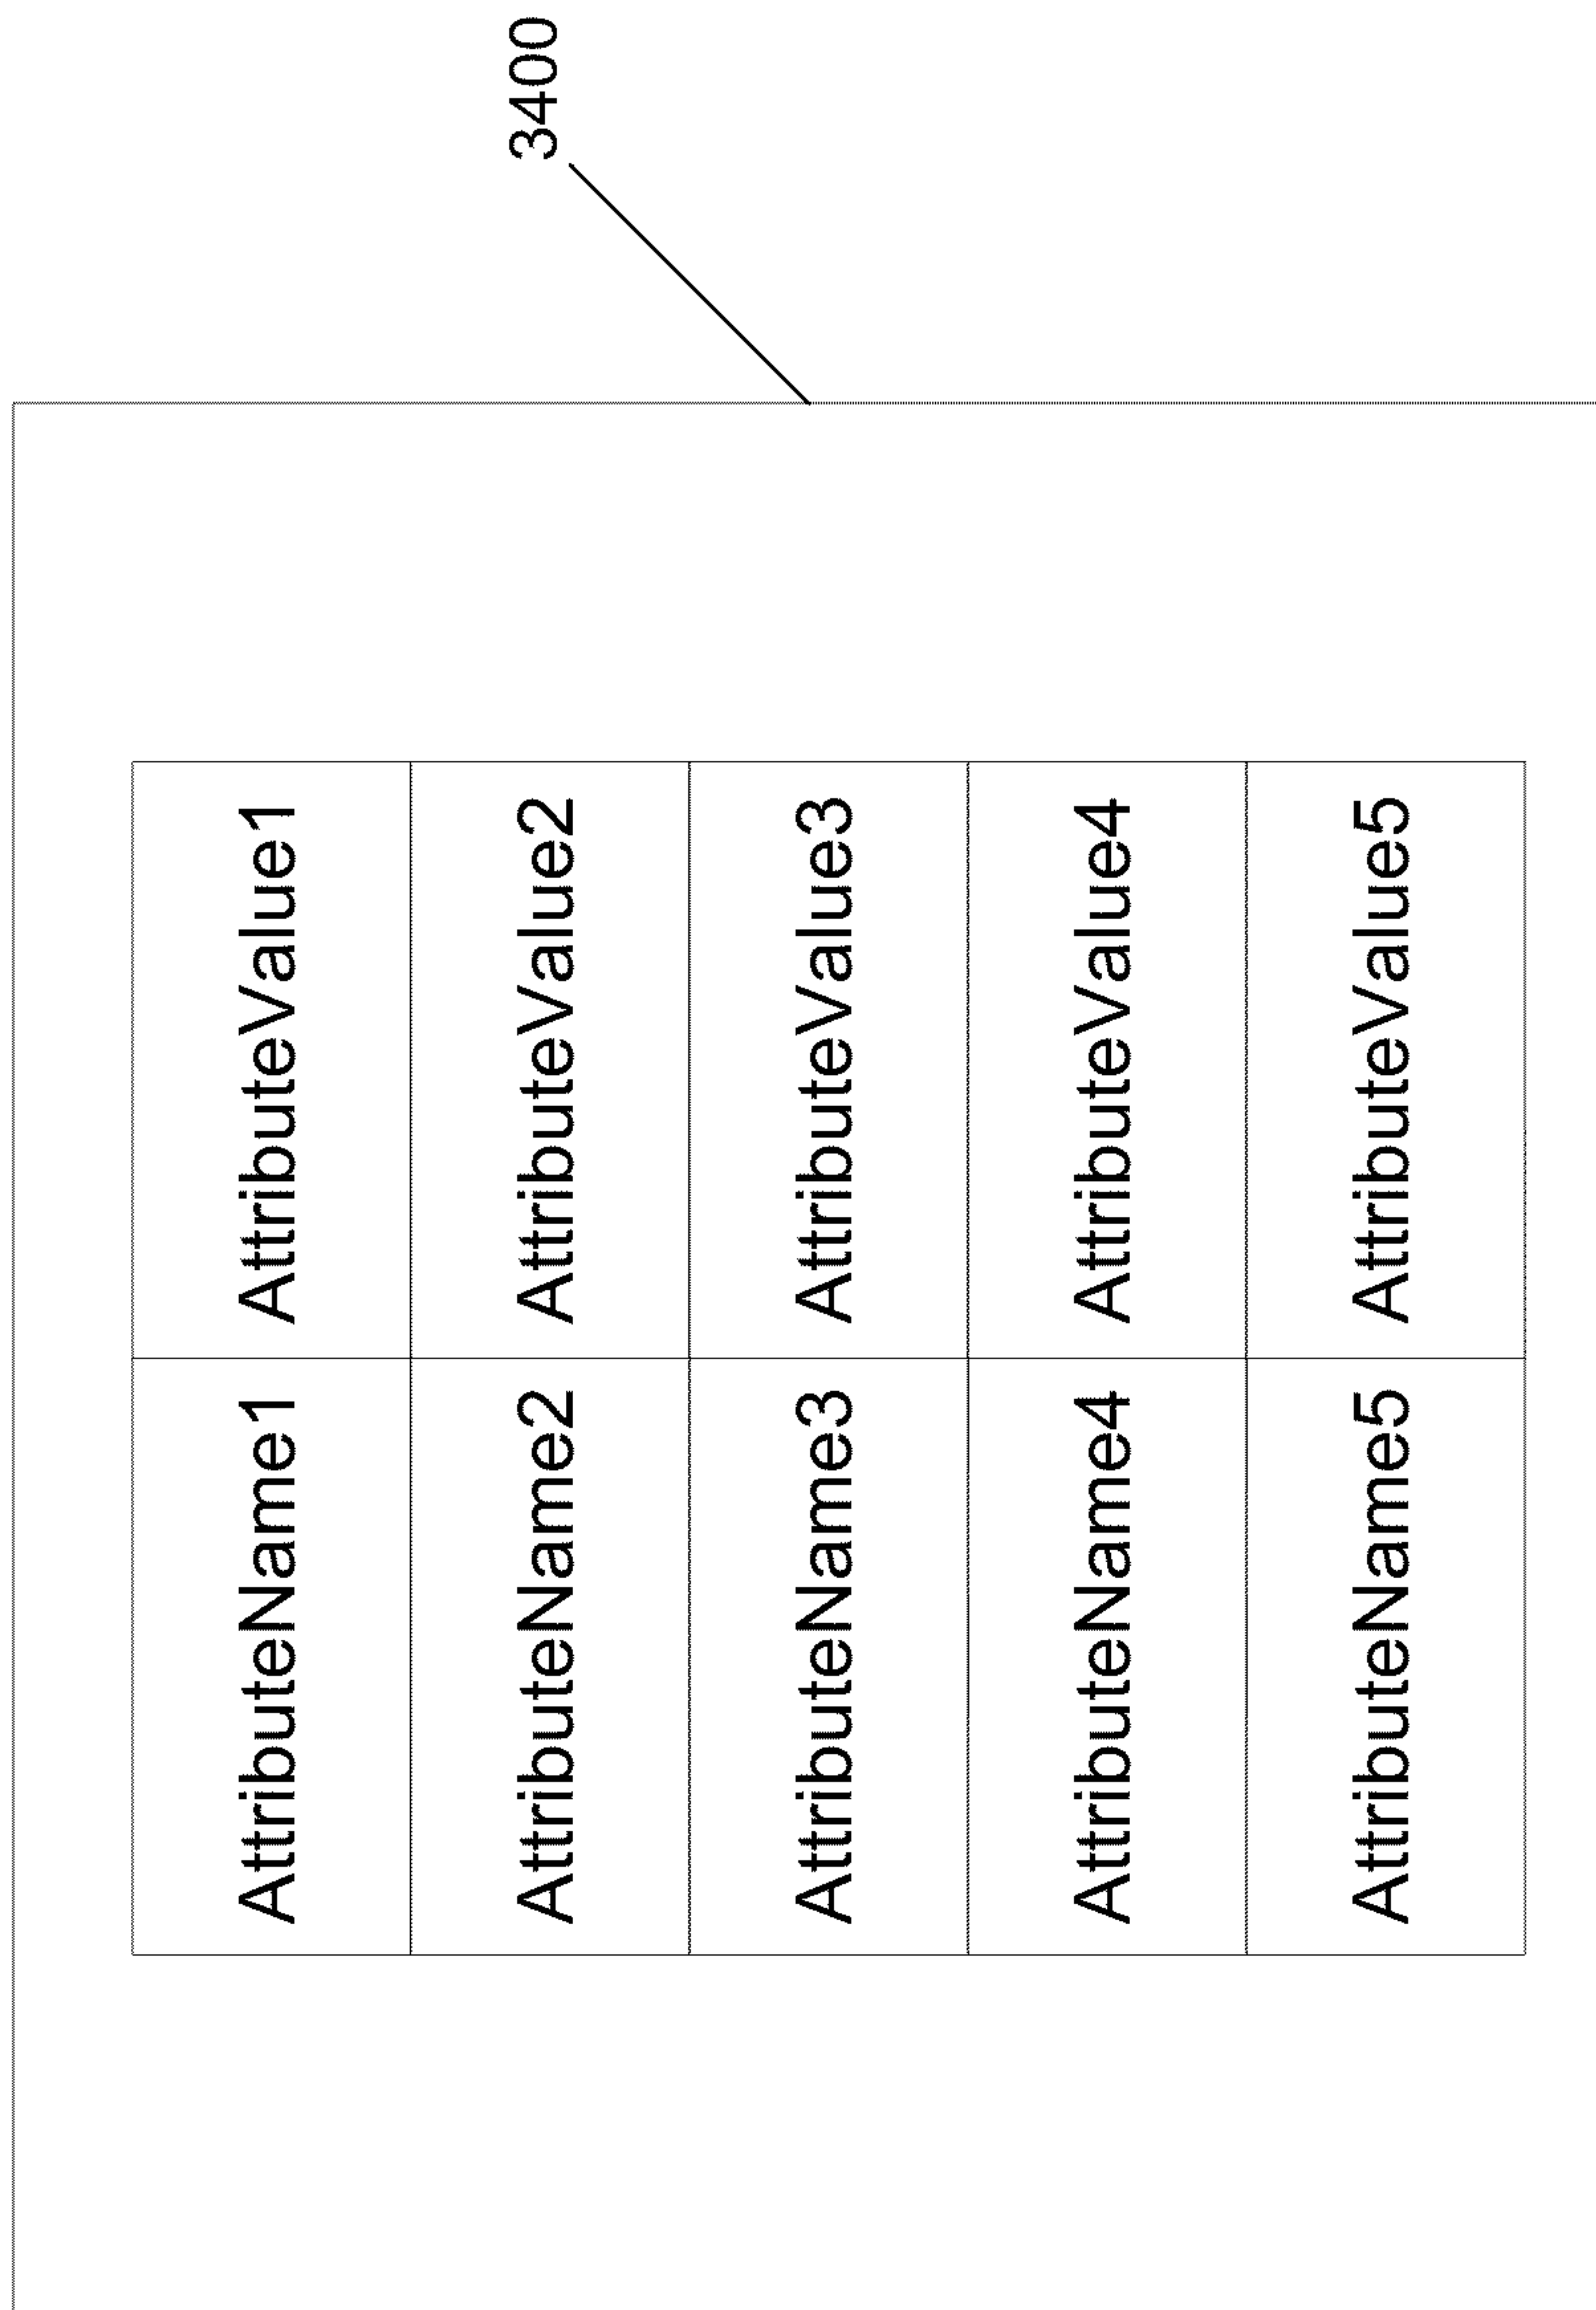 3400
AttributeName1 AttributeValue1
AttributeName2 AttributeValue2
AttributeName3 AttributeValue3
AttributeName4 AttributeValue4
AttributeName5 AttributeValue5